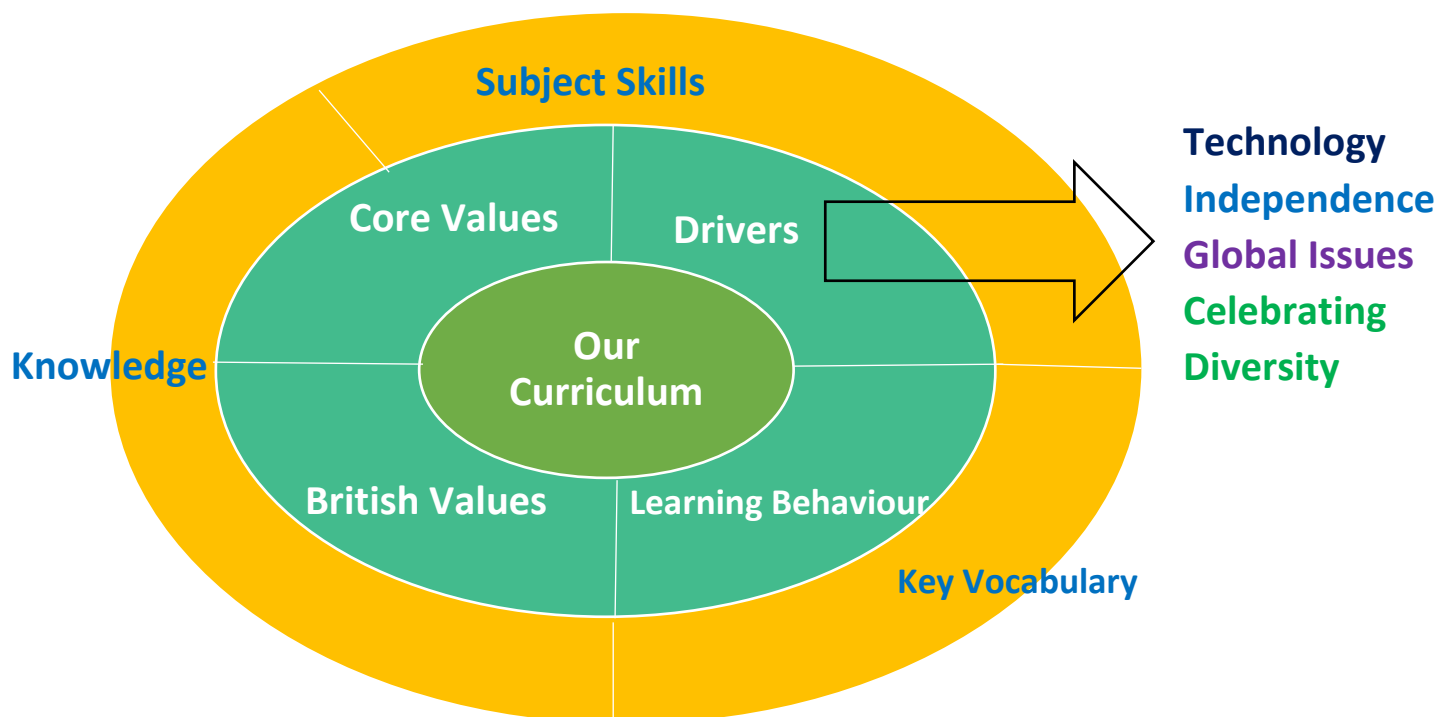 Subject Skills
Core Values
Drivers
Technology
Independence
Global Issues
Celebrating
Diversity
Our
Curriculum
Knowledge
British Values
Learning Behaviour
Key Vocabulary